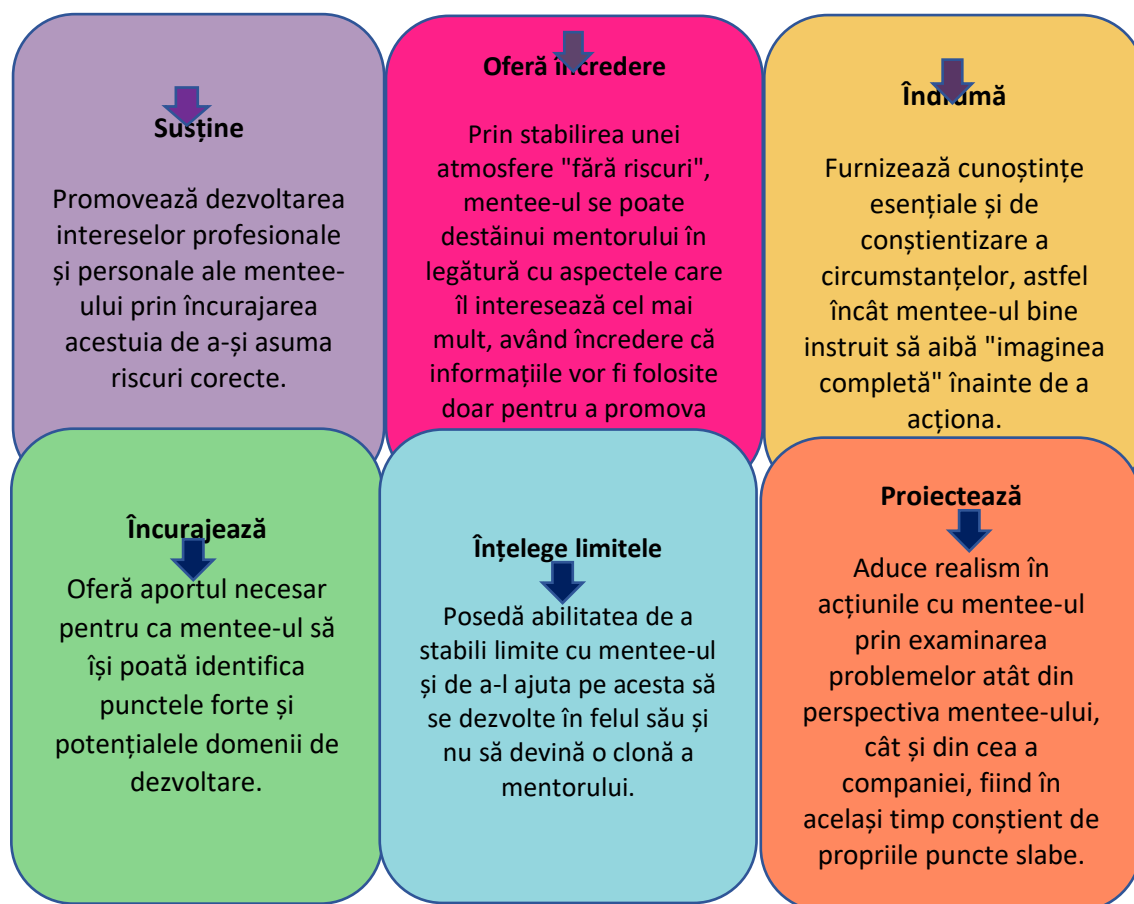 Susține
Promovează dezvoltarea
intereselor profesionale
și personale ale mentee-
ului prin încurajarea
acestuia de a-și asuma
riscuri corecte.
Oferă încredere
Prin stabilirea unei
atmosfere "fără riscuri",
mentee-ul se poate
destăinui mentorului în
legătură cu aspectele care
îl interesează cel mai
mult, având încredere că
informațiile vor fi folosite
doar pentru a promova
Îndrumă
Furnizează cunoștințe
esențiale și de
conștientizare a
circumstanțelor, astfel
încât mentee-ul bine
instruit să aibă "imaginea
completă" înainte de a
acționa.
Încurajează
Oferă aportul necesar
pentru ca mentee-ul să
își poată identifica
punctele forte și
potențialele domenii de
dezvoltare.
Înțelege limitele
Posedă abilitatea de a
stabili limite cu mentee-ul
și de a-l ajuta pe acesta să
se dezvolte în felul său și
nu să devină o clonă a
mentorului.
Proiectează
Aduce realism în
acțiunile cu mentee-ul
prin examinarea
problemelor atât din
perspectiva mentee-ului,
cât și din cea a
companiei, fiind în
același timp conștient de
propriile puncte slabe.